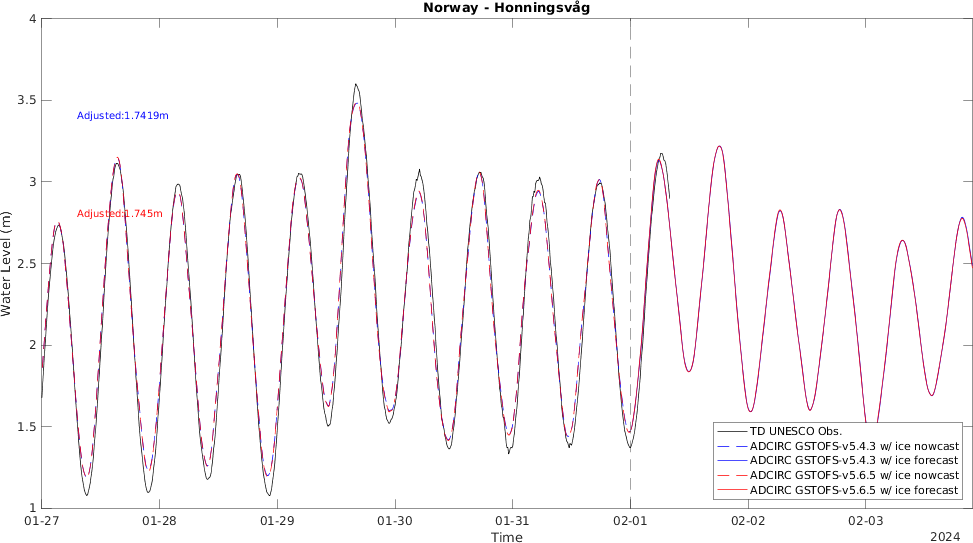 Norway - Honningsvåg
4
3.5
3
2.5
2
1.5
1
Water Level (m)
Adjusted:1.7419m
Adjusted:1.745m
TD UNESCO Obs.
ADCIRC GSTOFS-v5.4.3 w/ ice nowcast
ADCIRC GSTOFS-v5.4.3 w/ ice forecast
ADCIRC GSTOFS-v5.6.5 w/ ice nowcast
ADCIRC GSTOFS-v5.6.5 w/ ice forecast
01-27 01-28 01-29 01-30 01-31 02-01 02-02 02-03
Time
2024